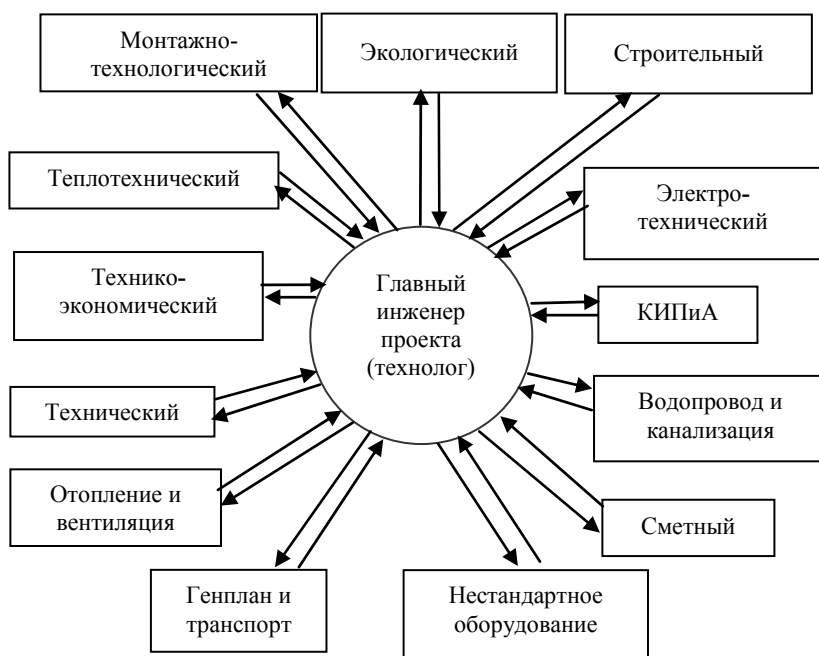 Монтажно-
технологический
Экологический
Строительный
Теплотехнический
Электро-
технический
Технико-
экономический
Главный
инженер
проекта
(технолог)
КИПиА
Технический
Водопровод и
канализация
Отопление и
вентиляция
Сметный
Генплан и
транспорт
Нестандартное
оборудование